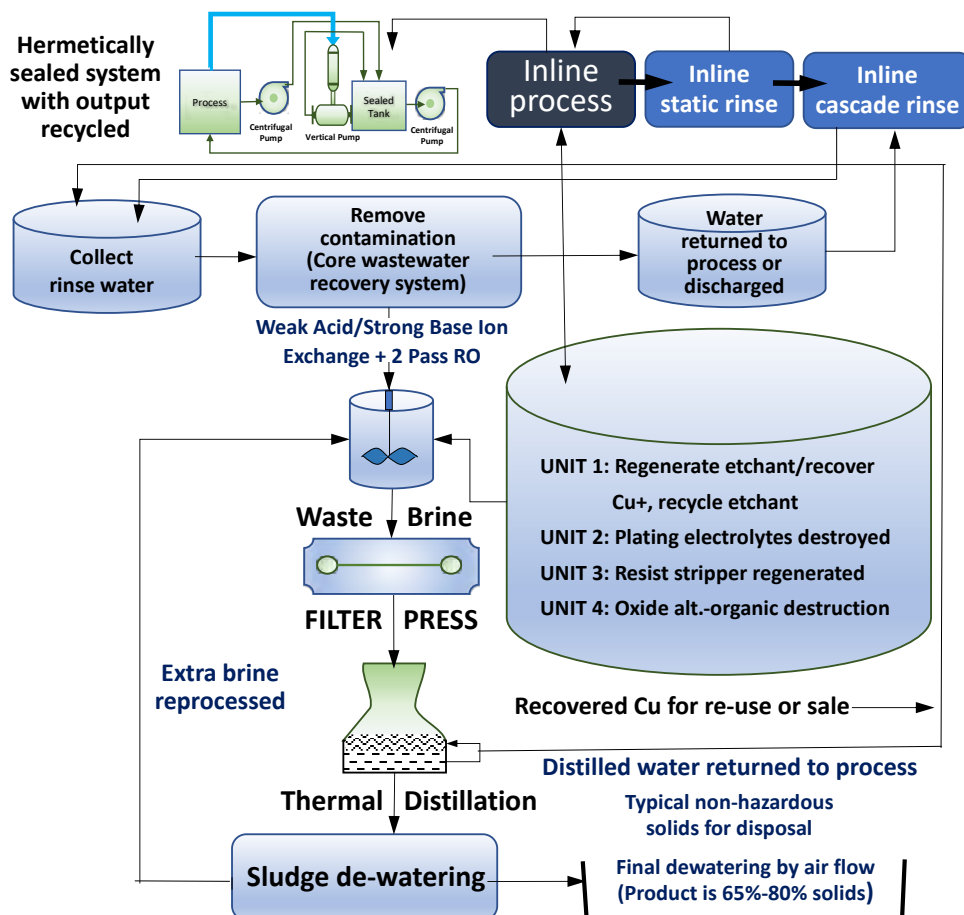 Hermetically
sealed system
with output
recycled
Process
Centrifugal
Pump
Vertical Pump
Sealed
Tank
Centrifugal
Pump
Inline
process
Inline
static rinse
Inline
cascade rinse
Collect
rinse water
Remove
contamination
(Core wastewater
recovery system)
Water
returned to
process or
discharged
Weak Acid/Strong Base Ion
Exchange + 2 Pass RO
UNIT 1: Regenerate etchant/recover
Cu+, recycle etchant
UNIT 2: Plating electrolytes destroyed
UNIT 3: Resist stripper regenerated
UNIT 4: Oxide alt.-organic destruction
Waste Brine
FILTER PRESS
Extra brine
reprocessed
Recovered Cu for re-use or sale
Distilled water returned to process
Thermal Distillation
Typical non-hazardous
solids for disposal
Sludge de-watering
Final dewatering by air flow
(Product is 65%-80% solids)